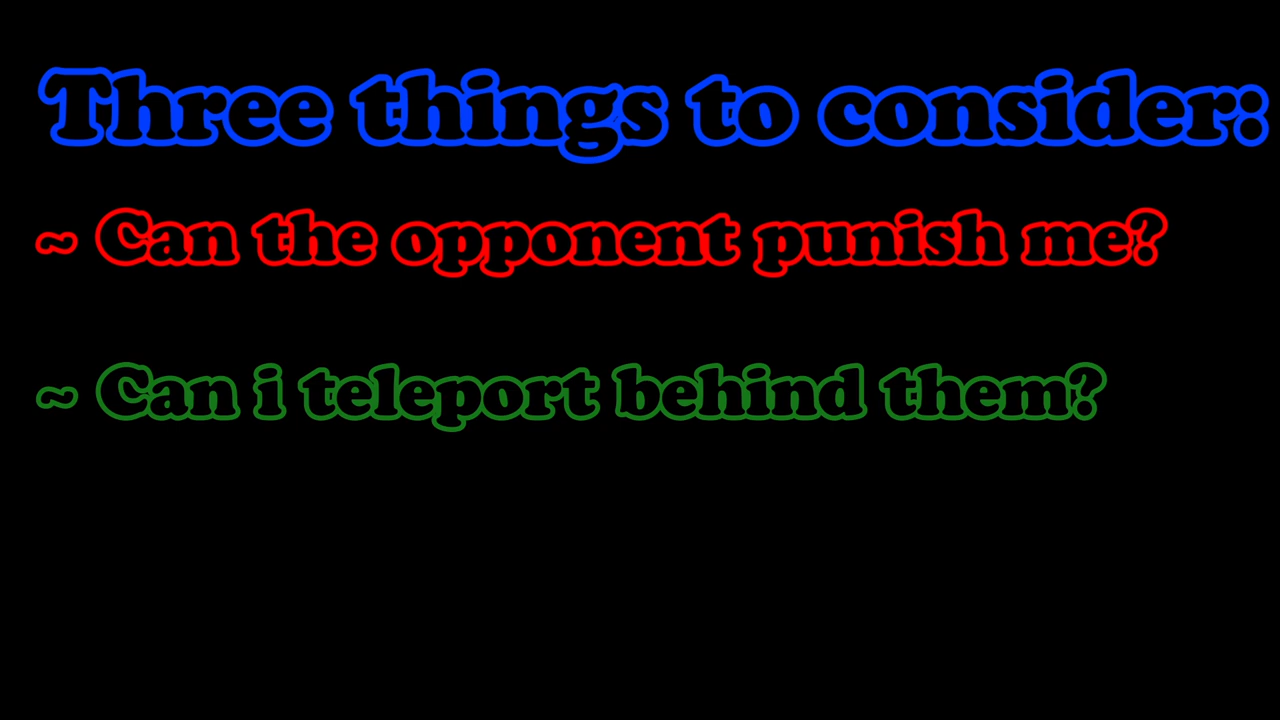 Three things to consider:
~ Can the opponent punish me?
~ Can i teleport behind them?